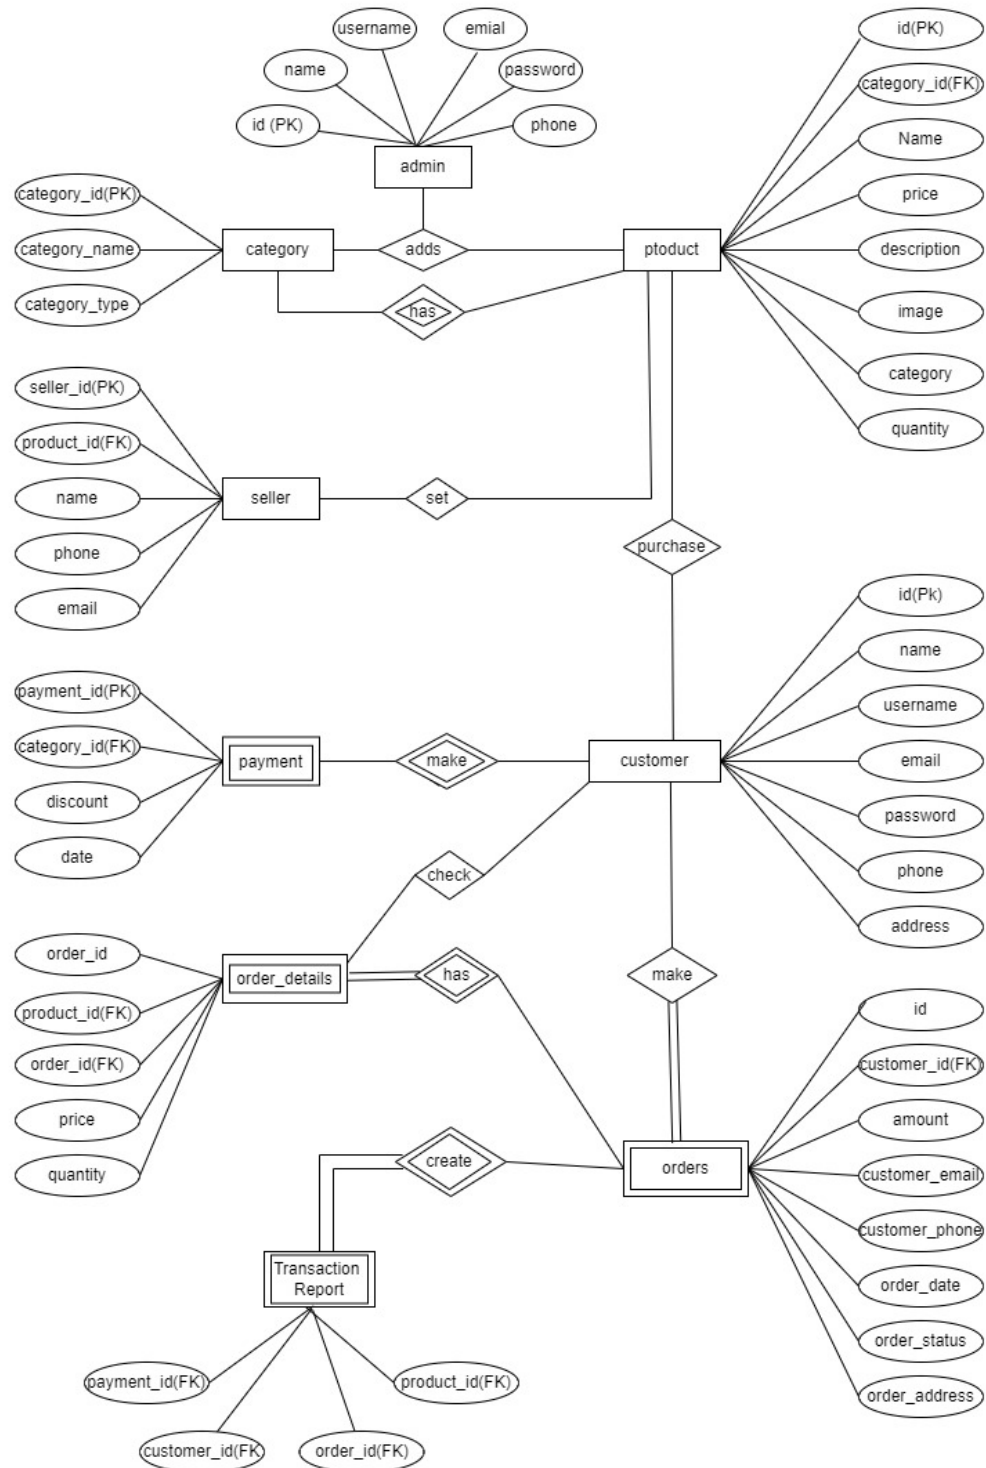 username
emial
id(PK)
name
password
category_id(FK)
id (PK)
phone
Name
admin
category_id(PK)
price
category_name
category
adds
ptoduct
description
category_type
has
image
seller_id(PK)
category
product_id(FK)
quantity
name
seller
set
phone
purchase
email
id(Pk)
name
payment_id(PK)
username
category_id(FK)
payment
make
customer
email
discount
password
date
check
phone
address
order_id
order_details
has
make
product_id(FK)
id
order_id(FK)
customer_id(FK)
price
amount
quantity
create
orders
customer_email
customer_phone
Transaction
Report
order_date
order_status
payment_id(FK)
product_id(FK)
order_address
customer_id(FK
order_id(FK)